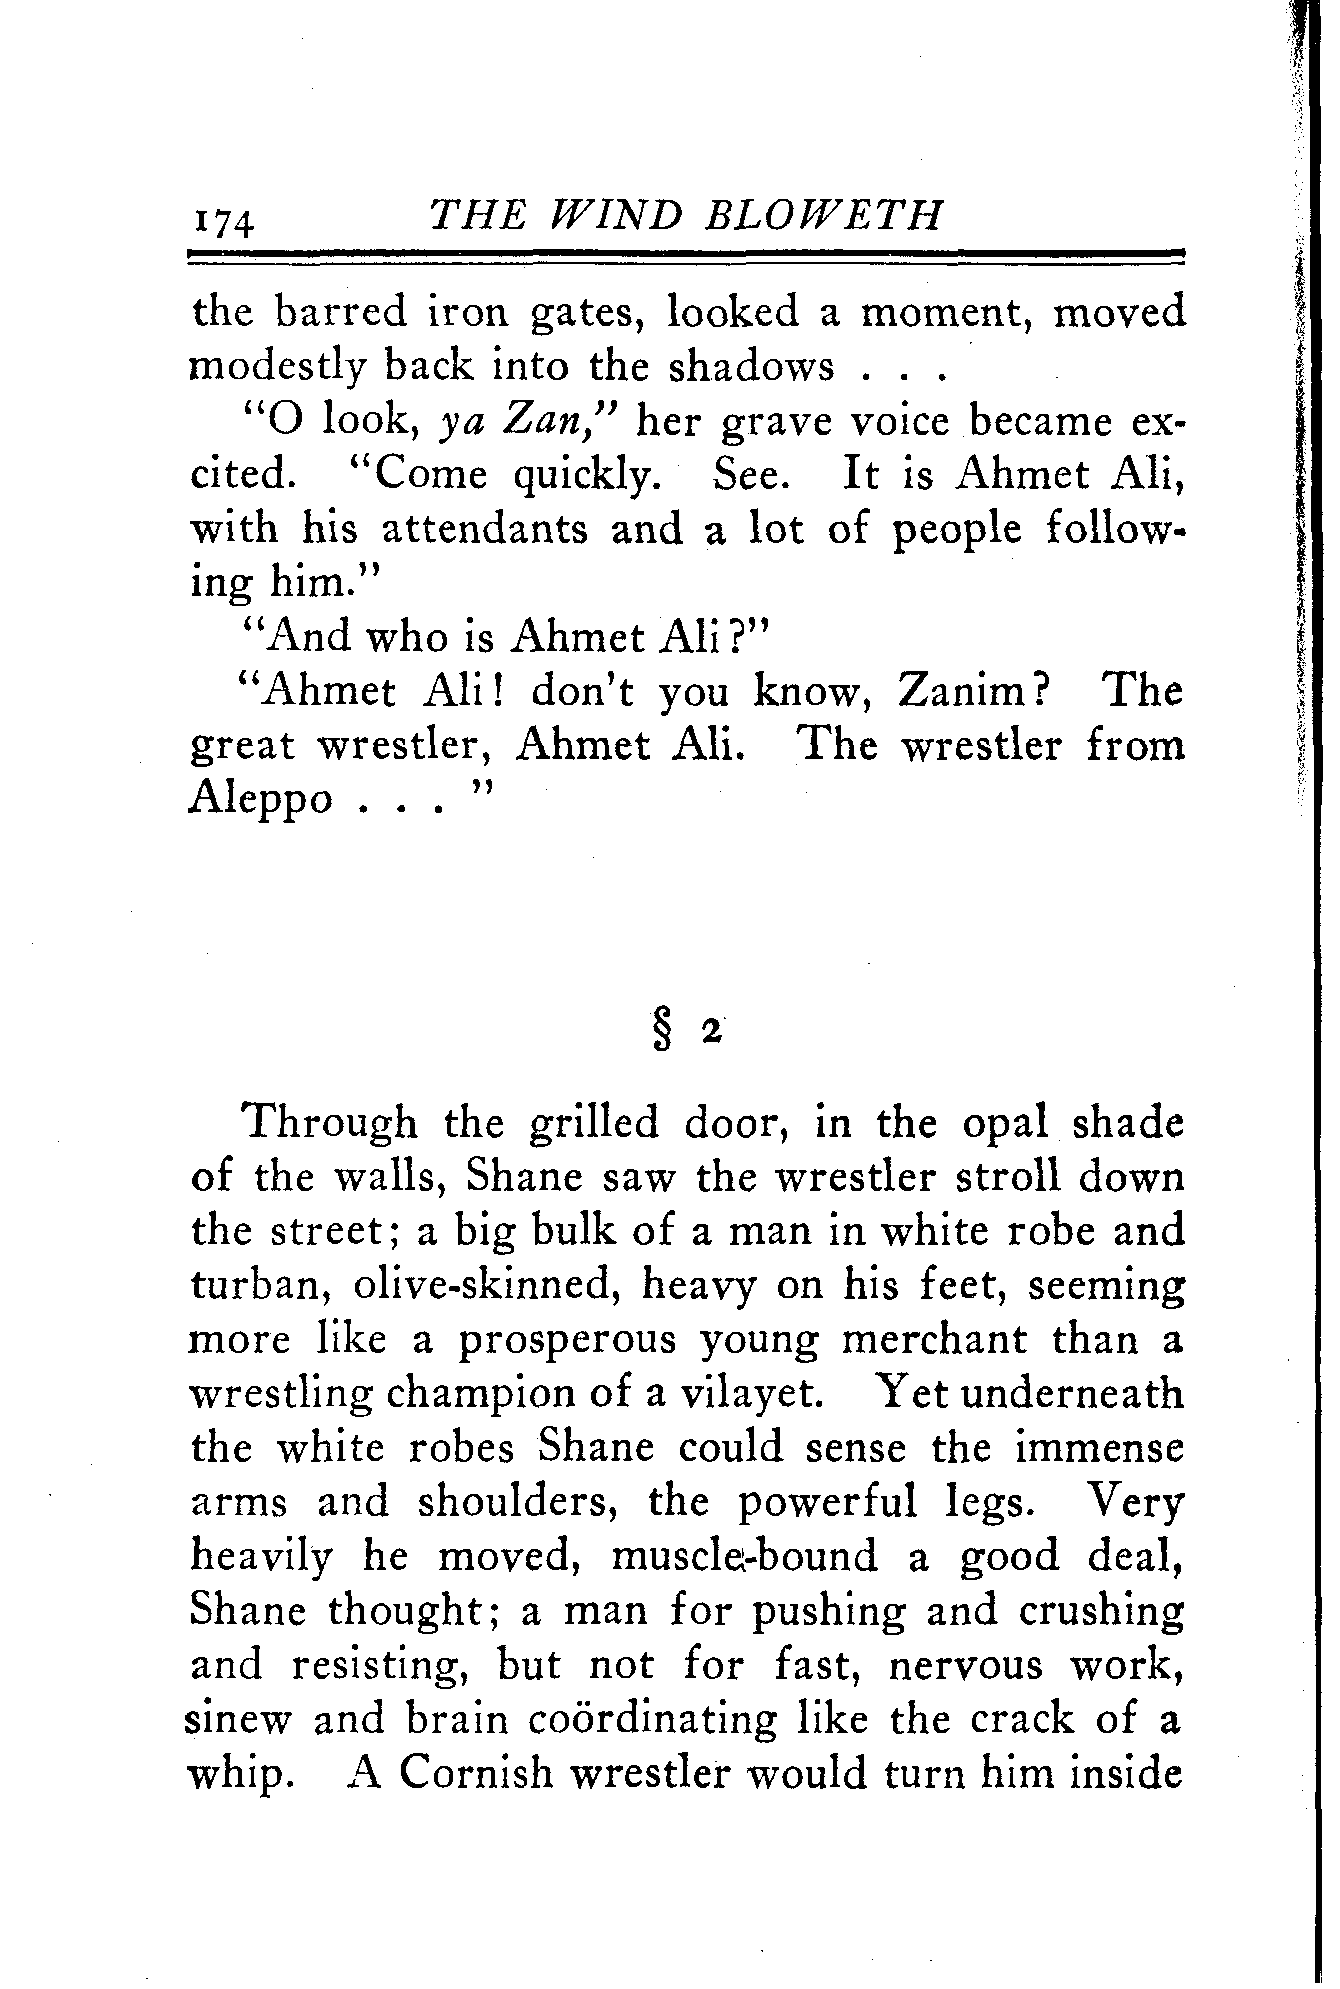 174 THE WIND BLOWETH
the barred iron gates, looked a moment, moved
modestly back into the shadows . . .
"O look, ya Zan," her grave voice became ex-
cited. "Come quickly. See. It is Ahmet Ali,
with his attendants and a lot of people follow-
ing him."
"And who is Ahmet Ali?"
"Ahmet Ali! don't you know, Zanim? The
great wrestler, Ahmet Ali. The wrestler from
Aleppo . . . "
§ 2
Through the grilled door, in the opal shade
of the walls, Shane saw the wrestler stroll down
the street; a big bulk of a man in white robe and
turban, olive-skinned, heavy on his feet, seeming
more like a prosperous young merchant than a
wrestling champion of a vilayet. Yet underneath
the white robes Shane could sense the immense
arms and shoulders, the powerful legs. Very
heavily he moved, muscle-bound a good deal,
Shane thought; a man for pushing and crushing
and resisting, but not for fast, nervous work,
sinew and brain coördinating like the crack of a
whip. A Cornish wrestler would turn him inside